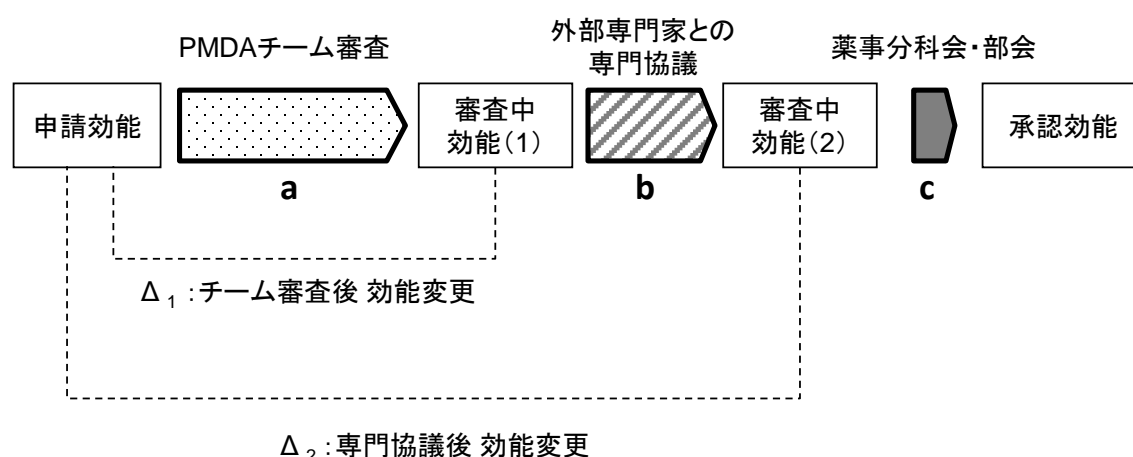 PMDAチーム審査
外部専門家との
専門協議
薬事分科会・部会
申請効能
審査中
効能(1)
審査中
効能(2)
承認効能
a
b
c
Δ 1 :チーム審査後 効能変更
Δ 2 :専門協議後 効能変更